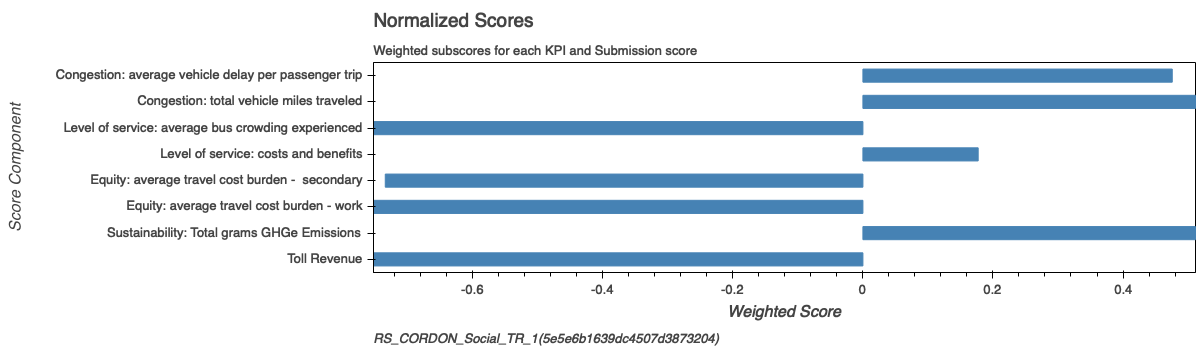 Normalized Scores
Weighted subscores for each KPI and Submission score
Score Component
Congestion: average vehicle delay per passenger trip
Congestion: total vehicle miles traveled
Level of service: average bus crowding experienced
Level of service: costs and benefits
Equity: average travel cost burden -  secondary
Equity: average travel cost burden - work
Sustainability: Total grams GHGe Emissions
Toll Revenue
-0.6 -0.4 -0.2 0 0.2 0.4
Weighted Score
RS_CORDON_Social_TR_1(5e5e6b1639dc4507d3873204)